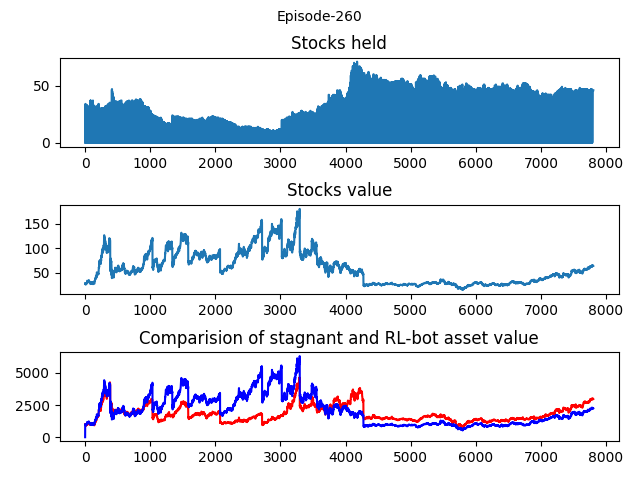 Episode-260
Stocks held
50
0
0 1000 2000 3000 4000 5000 6000 7000 8000
Stocks value
150
100
50
0 1000 2000 3000 4000 5000 6000 7000 8000
Comparision of stagnant and RL-bot asset value
5000
2500
0
0 1000 2000 3000 4000 5000 6000 7000 8000